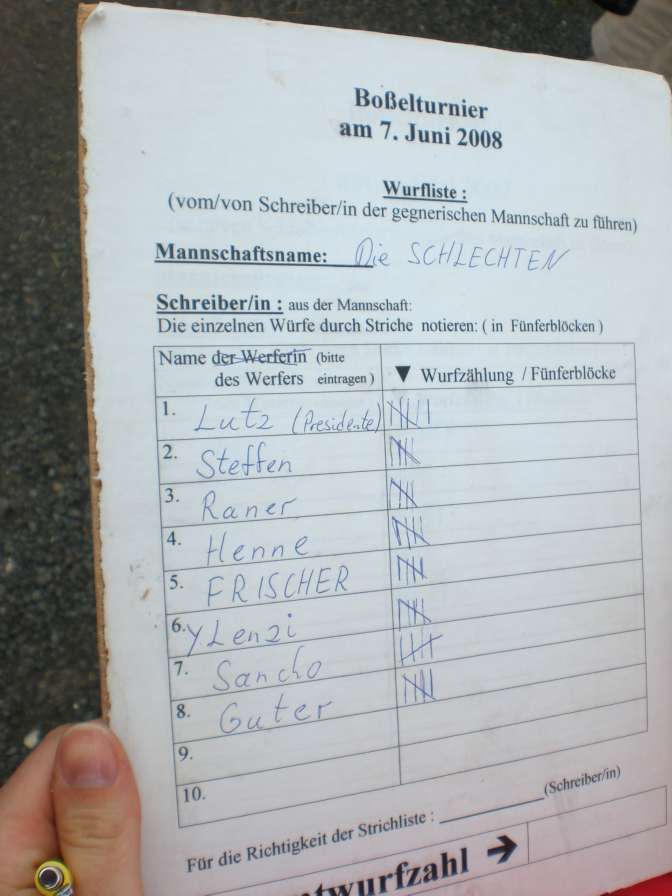 Boßelturnier
am 7. Juni 2008
Wurfliste :
(vom/von Schreiber/in der gegnerischen Mannschaft zu führen)
Mannschaftsname: Die SCHLECHTEN
Schreiber/in : aus der Mannschaft:
Die einzelnen Würfe durch Striche notieren: ( in Fünferblöcken )
Name der Werferin (bitte
des Werfers eintragen )
▼ Wurfzählung / Fünferblöcke
1. Lutz (Presidente)
2. Steffen
3. Raner
4. Henne
5. FRISCHER
6. YLenzi
7. Sancho
8. Guter
9.
10.
Für die Richtigkeit der Strichliste : ____________ (Schreiber/in)
twurfzahl →